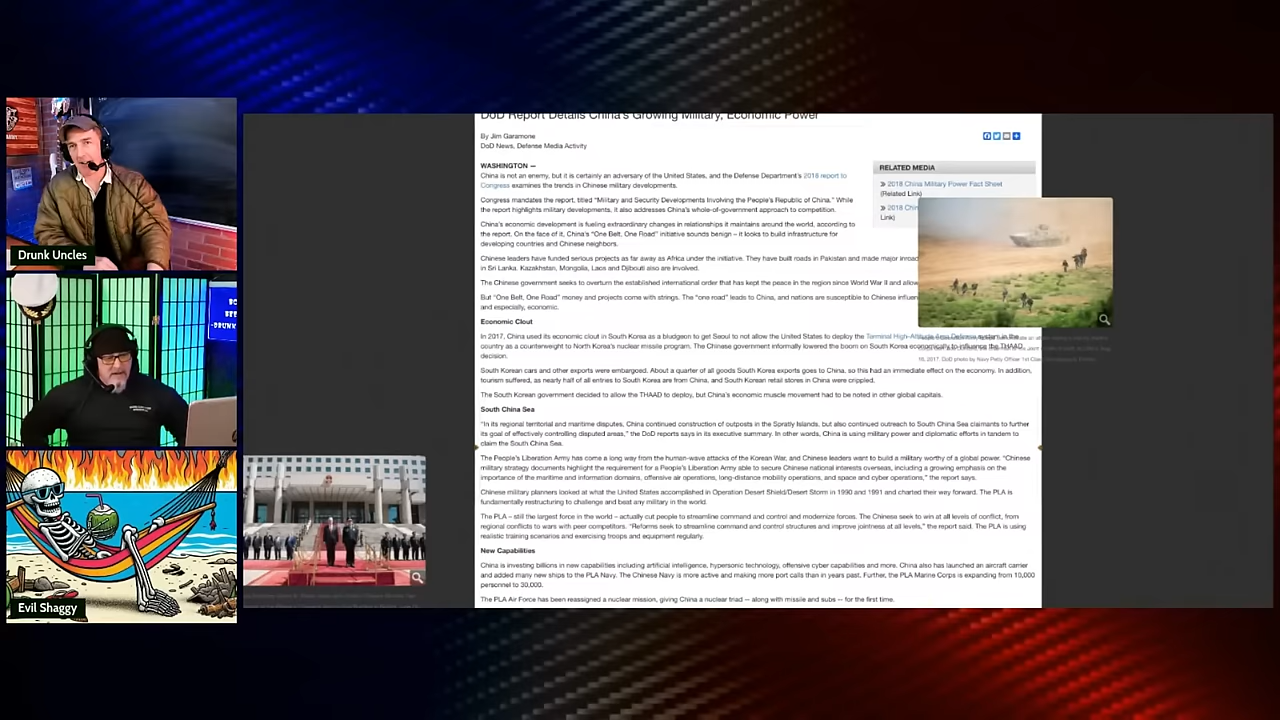 Drunk Uncles
BO
-DRUNK
Evil Shaggy
DoD Report Details China's Growing Military, Economic Power
By Jim Garamone
DoD News, Defense Media Activity
WASHINGTON —
China is not an enemy, but it is certainly an adversary of the United States, and the Defense Department's 2018 report to
Congress examines the trends in Chinese military developments.
Congress mandates the report, titled "Military and Security Developments Involving the People's Republic of China." While
the report highlights military developments, it also addresses China's whole-of-government approach to competition.
China's economic development is fueling extraordinary changes in relationships it maintains around the world, according to
the report. On the face of it, China's "One Belt, One Road" initiative sounds benign – it looks to build infrastructure for
developing countries and Chinese neighbors.
Chinese leaders have funded serious projects as far away as Africa under the initiative. They have built roads in Pakistan and made major inroad
in Sri Lanka. Kazakhstan, Mongolia, Laos and Djibouti also are involved.
The Chinese government seeks to overturn the established international order that has kept the peace in the region since World War II and allow
But "One Belt, One Road" money and projects come with strings. The "one road" leads to China, and nations are susceptible to Chinese influen
and especially, economic.
Economic Clout
In 2017, China used its economic clout in South Korea as a bludgeon to get Seoul to not allow the United States to deploy the Terminal High-Altitude Area Defense system in the
country as a counterweight to North Korea's nuclear missile program. The Chinese government informally lowered the boom on South Korea economically to influence the THAAD
decision.
South Korean cars and other exports were embargoed. About a quarter of all goods South Korea exports goes to China, so this had an immediate effect on the economy. In addition,
tourism suffered, as nearly half of all entries to South Korea are from China, and South Korean retail stores in China were crippled.
The South Korean government decided to allow the THAAD to deploy, but China's economic muscle movement had to be noted in other global capitals.
South China Sea
"In its regional territorial and maritime disputes, China continued construction of outposts in the Spratly Islands, but also continued outreach to South China Sea claimants to further
its goal of effectively controlling disputed areas," the DoD reports says in its executive summary. In other words, China is using military power and diplomatic efforts in tandem to
claim the South China Sea.
The People's Liberation Army has come a long way from the human-wave attacks of the Korean War, and Chinese leaders want to build a military worthy of a global power. "Chinese
military strategy documents highlight the requirement for a People's Liberation Army able to secure Chinese national interests overseas, including a growing emphasis on the
importance of the maritime and information domains, offensive air operations, long-distance mobility operations, and space and cyber operations," the report says.
Chinese military planners looked at what the United States accomplished in Operation Desert Shield/Desert Storm in 1990 and 1991 and charted their way forward. The PLA is
fundamentally restructuring to challenge and beat any military in the world.
The PLA – still the largest force in the world – actually cut people to streamline command and control and modernize forces. The Chinese seek to win at all levels of conflict, from
regional conflicts to wars with peer competitors. "Reforms seek to streamline command and control structures and improve jointness at all levels," the report said. The PLA is using
realistic training scenarios and exercising troops and equipment regularly.
New Capabilities
China is investing billions in new capabilities including artificial intelligence, hypersonic technology, offensive cyber capabilities and more. China also has launched an aircraft carrier
and added many new ships to the PLA Navy. The Chinese Navy is more active and making more port calls than in years past. Further, the PLA Marine Corps is expanding from 10,000
personnel to 30,000.
The PLA Air Force has been reassigned a nuclear mission, giving China a nuclear triad -- along with missile and subs -- for the first time.
RELATED MEDIA
2018 China Military Power Fact Sheet
(Related Link)
2018 Chin
Link)